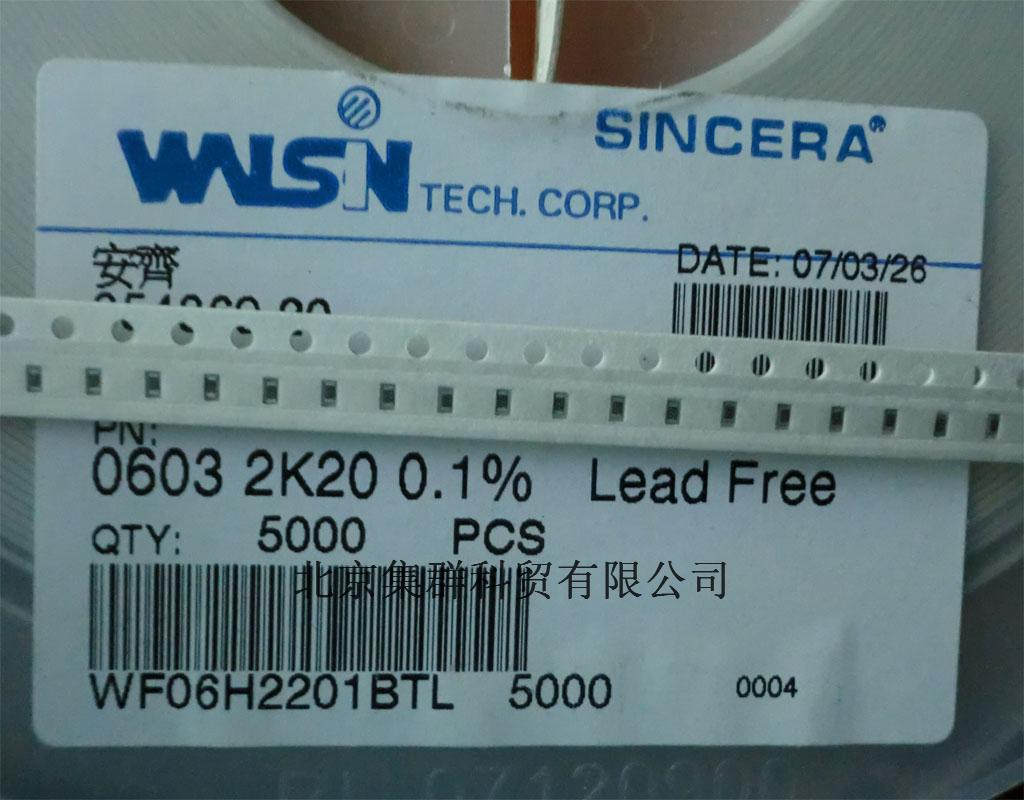 WALSIN TECH. CORP.
SINCERA®
安齊
DATE: 07/03/26
PN:
0603 2K20 0.1% Lead Free
QTY: 5000 PCS
北京集群科贸有限公司
WF06H2201BTL 5000 0004